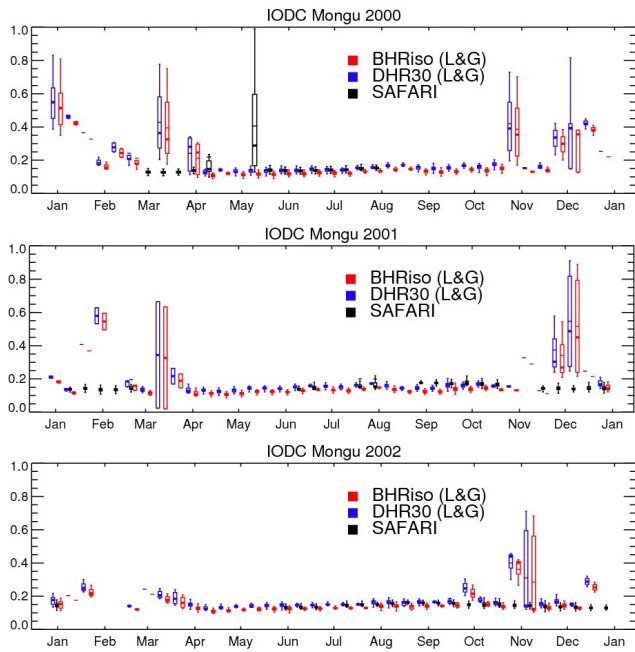 IODC Mongu 2000
1.0
BHRiso (L&G)
0.8
DHR30 (L&G)
SAFARI
0.6
0.4
0.2
0.0
Jan Feb Mar Apr May Jun Jul Aug Sep Oct Nov Dec Jan
IODC Mongu 2001
1.0
BHRiso (L&G)
0.8
DHR30 (L&G)
SAFARI
0.6
0.4
0.2
0.0
Jan Feb Mar Apr May Jun Jul Aug Sep Oct Nov Dec Jan
IODC Mongu 2002
1.0
BHRiso (L&G)
0.8
DHR30 (L&G)
SAFARI
0.6
0.4
0.2
0.0
Jan Feb Mar Apr May Jun Jul Aug Sep Oct Nov Dec Jan